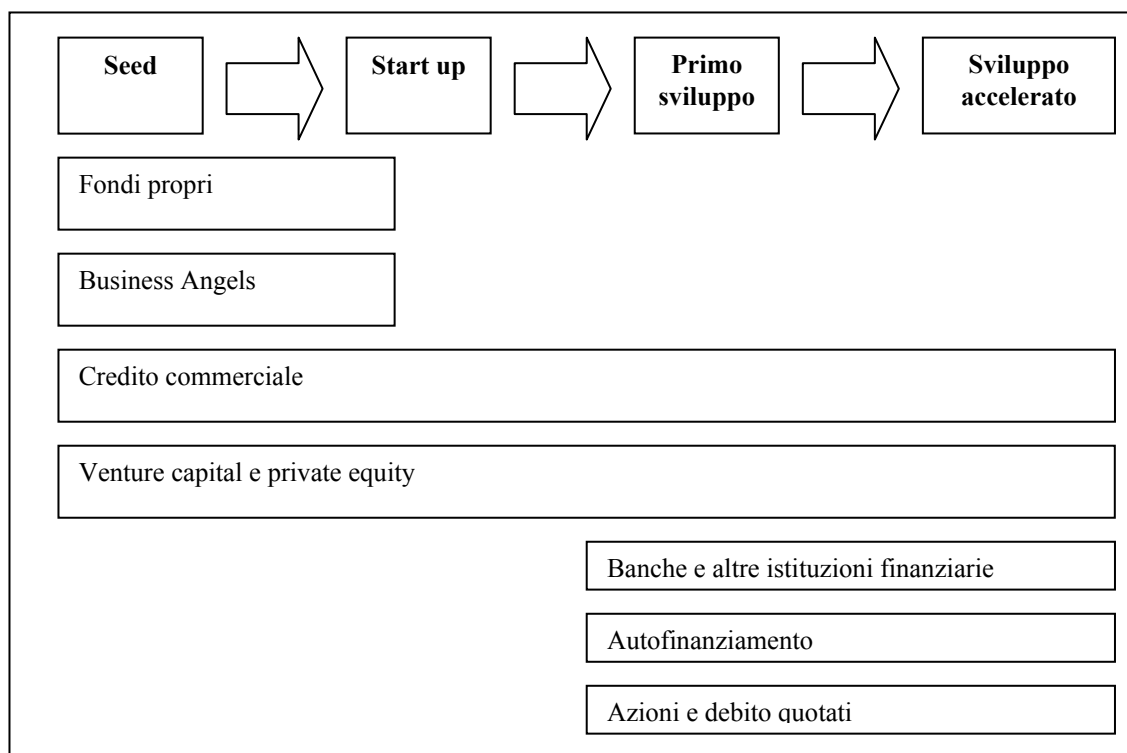 Seed
Start up
Primo
sviluppo
Sviluppo
accelerato
Fondi propri
Business Angels
Credito commerciale
Venture capital e private equity
Banche e altre istituzioni finanziarie
Autofinanziamento
Azioni e debito quotati